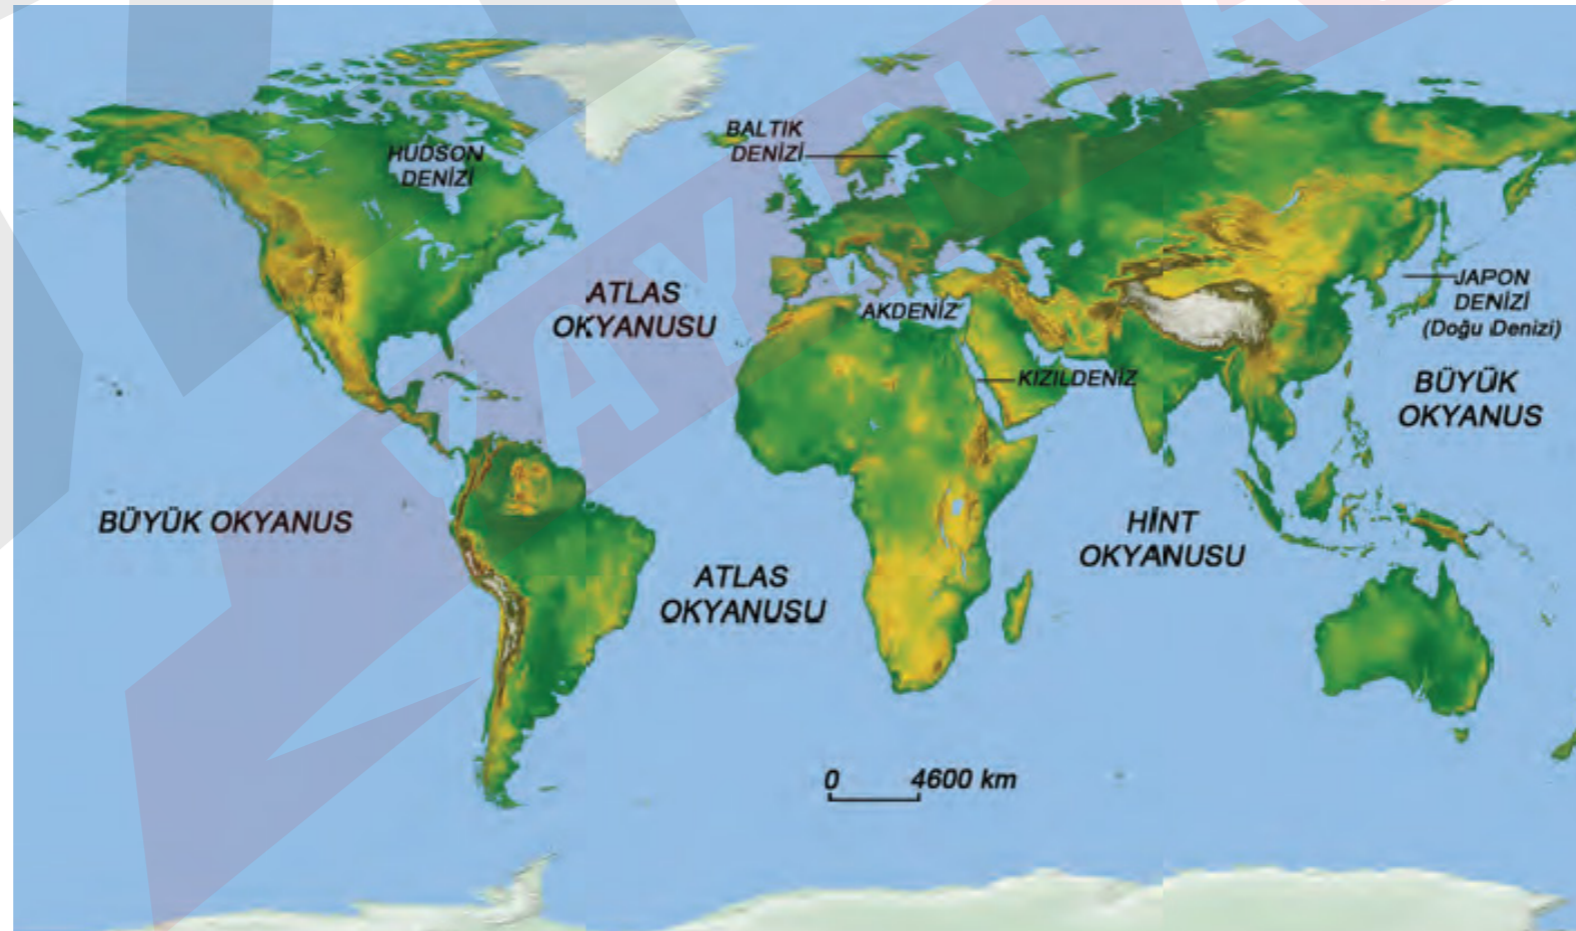 BALTIK
DENİZİ
HUDSON
DENİZİ
ATLAS
OKYANUSU
AKDENİZ
JAPON
DENİZİ
(Doğu Denizi)
KIZILDENİZ
BÜYÜK
OKYANUS
BÜYÜK OKYANUS
HİNT
OKYANUSU
ATLAS
OKYANUSU
0 4600 km